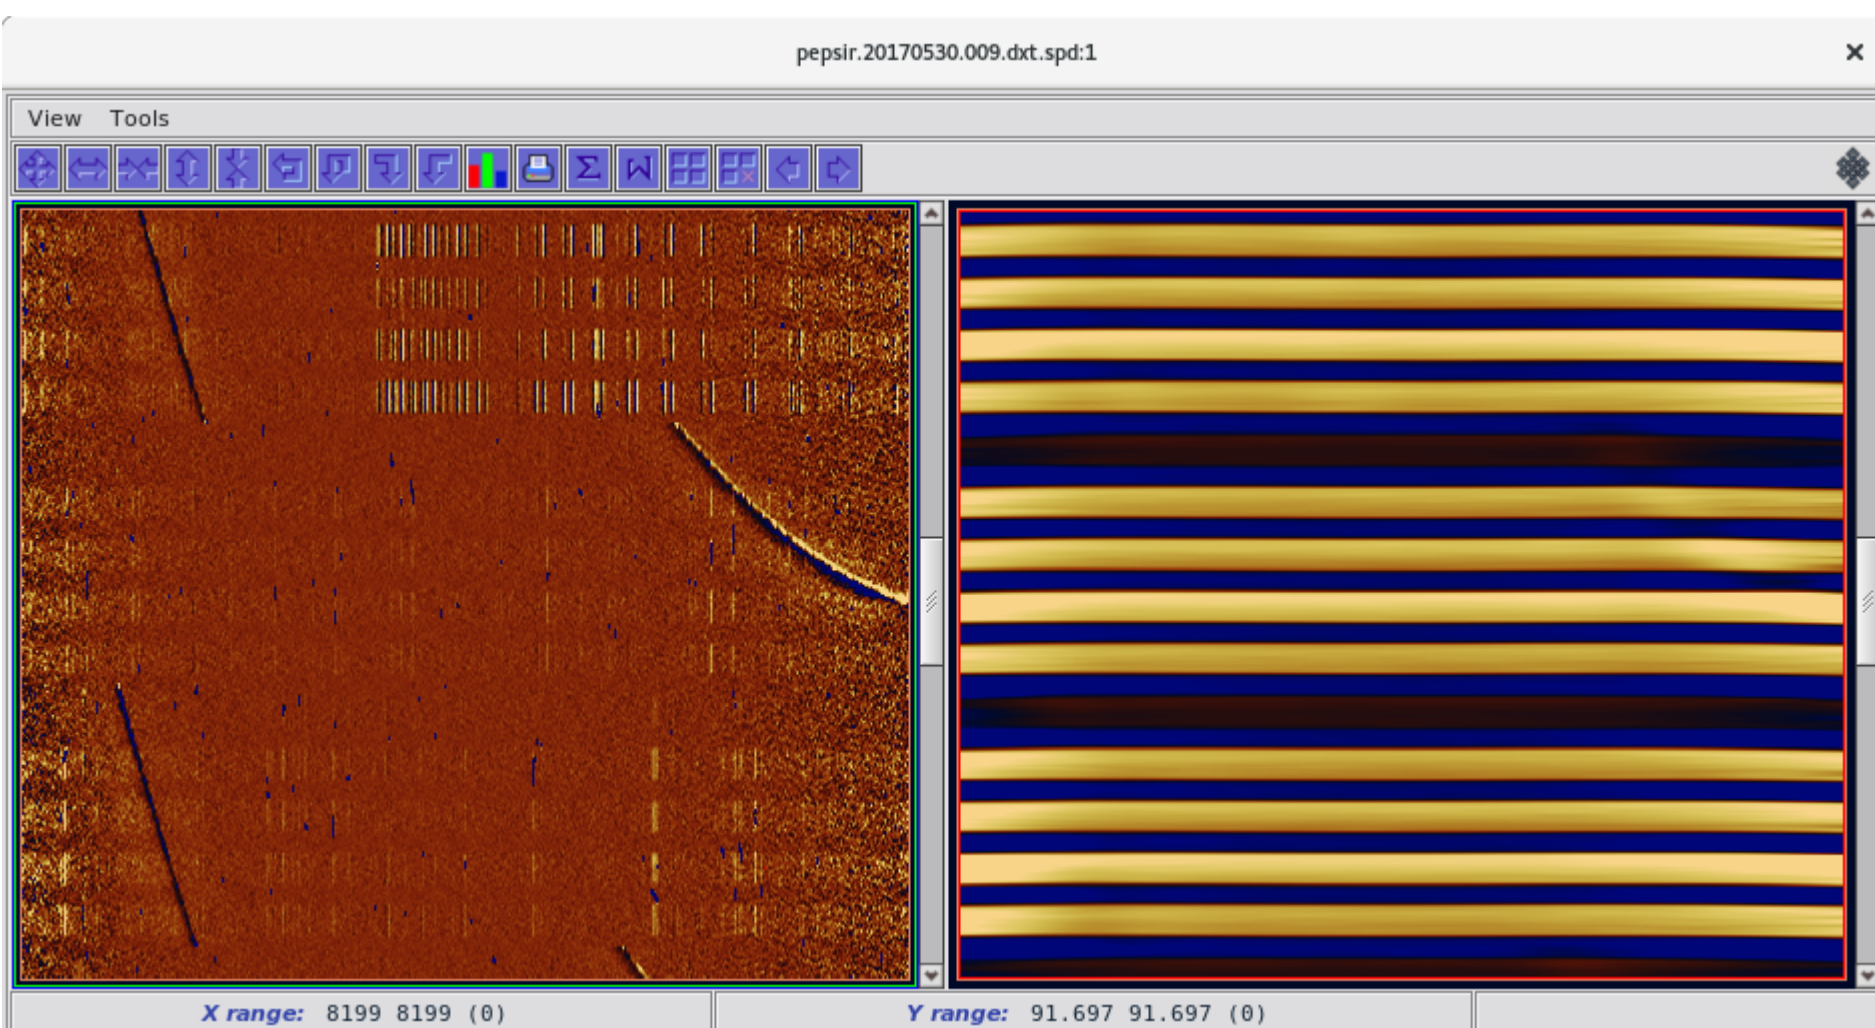 pepsir.20170530.009.dxt.spd:1
View Tools
X range: 8199 8199 (0) Y range: 91.697 91.697 (0)